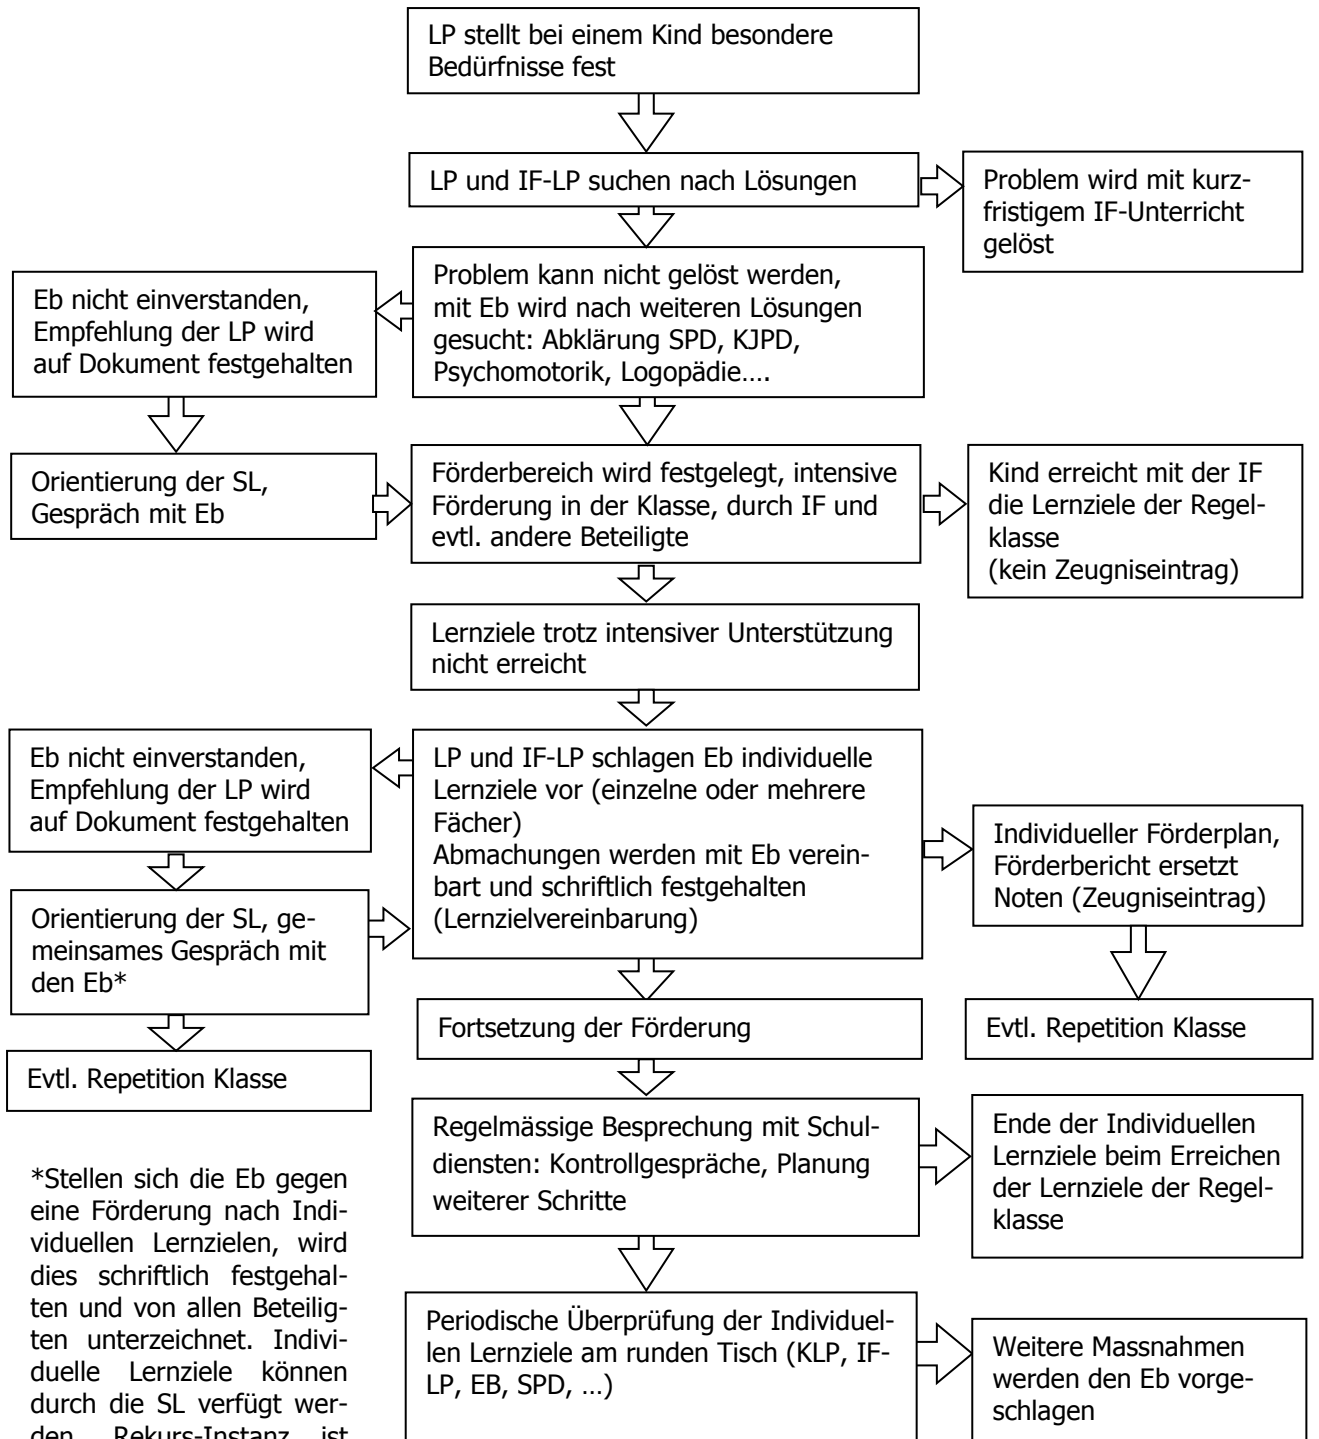 LP stellt bei einem Kind besondere
Bedürfnisse fest
LP und IF-LP suchen nach Lösungen
Problem wird mit kurz-
fristigem IF-Unterricht
gelöst
Problem kann nicht gelöst werden,
mit Eb wird nach weiteren Lösungen
gesucht: Abklärung SPD, KJPD,
Psychomotorik, Logopädie….
Eb nicht einverstanden,
Empfehlung der LP wird
auf Dokument festgehalten
Orientierung der SL,
Gespräch mit Eb
Förderbereich wird festgelegt, intensive
Förderung in der Klasse, durch IF und
evtl. andere Beteiligte
Kind erreicht mit der IF
die Lernziele der Regel-
klasse
(kein Zeugniseintrag)
Lernziele trotz intensiver Unterstützung
nicht erreicht
LP und IF-LP schlagen Eb individuelle
Lernziele vor (einzelne oder mehrere
Fächer)
Abmachungen werden mit Eb verein-
bart und schriftlich festgehalten
(Lernzielvereinbarung)
Eb nicht einverstanden,
Empfehlung der LP wird
auf Dokument festgehalten
Orientierung der SL, ge-
meinsames Gespräch mit
den Eb*
Evtl. Repetition Klasse
Individueller Förderplan,
Förderbericht ersetzt
Noten (Zeugniseintrag)
Evtl. Repetition Klasse
Fortsetzung der Förderung
Regelmässige Besprechung mit Schul-
diensten: Kontrollgespräche, Planung
weiterer Schritte
Ende der Individuellen
Lernziele beim Erreichen
der Lernziele der Regel-
klasse
Periodische Überprüfung der Individuel-
len Lernziele am runden Tisch (KLP, IF-
LP, EB, SPD, …)
Weitere Massnahmen
werden den Eb vorge-
schlagen
*Stellen sich die Eb gegen
eine Förderung nach Indi-
viduellen Lernzielen, wird
dies schriftlich festgehal-
ten und von allen Beteilig-
ten unterzeichnet. Indivi-
duelle Lernziele können
durch die SL verfügt wer-
den. Rekurs-Instanz ist